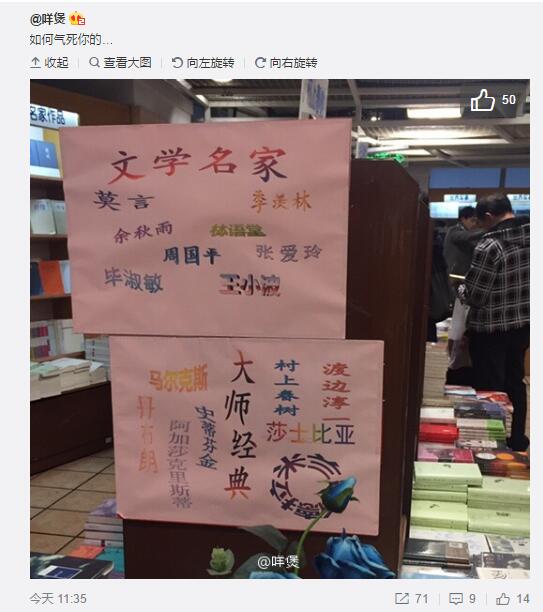 @咩煲
如何气死你的...
收起 查看大图 向左旋转 向右旋转
50
名家作品
文学名家
莫言 季羡林
余秋雨 林语堂
周国平 张爱玲
毕淑敏 王小波
马尔克斯
丹布朗
史蒂芬金
阿加莎克里斯蒂
大师经典
村上春树
渡边淳一
莎士比亚
@咩煲
今天 11:35 71 9 14